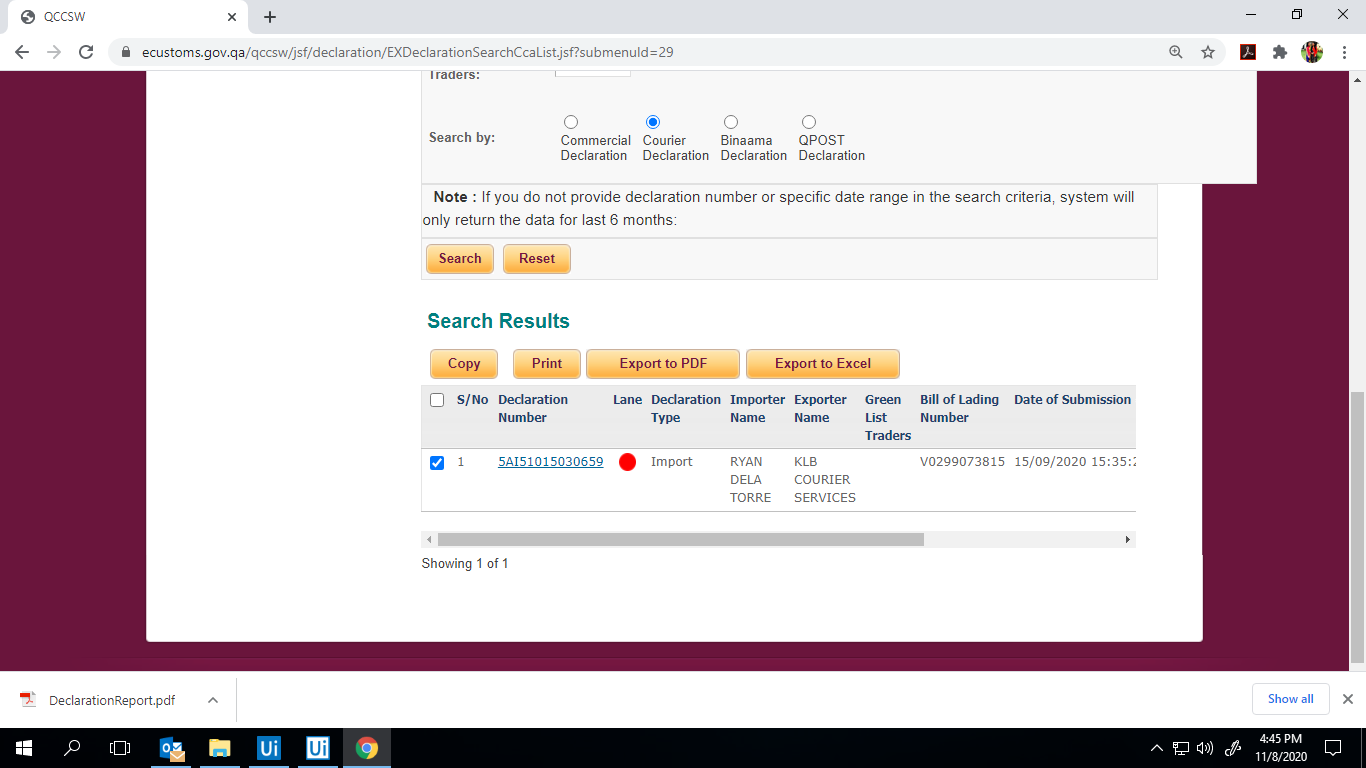 QCCSW
ecustoms.gov.qa/qccsw/jsf/declaration/EXDeclarationSearchCcaList.jsf?submenuId=29
Traders:
Search by:
Commercial Declaration
Courier Declaration
Binaama Declaration
QPOST Declaration
Note : If you do not provide declaration number or specific date range in the search criteria, system will
only return the data for last 6 months:
Search Reset
Search Results
Copy Print Export to PDF Export to Excel
S/No Declaration Number Lane Declaration Type Importer Name Exporter Name Green List Traders Bill of Lading Number Date of Submission
1 5AI51015030659 Import RYAN DELA TORRE KLB COURIER SERVICES V0299073815 15/09/2020 15:35:2
Showing 1 of 1
DeclarationReport.pdf
Show all
Ui Ui
4:45 PM
11/8/2020